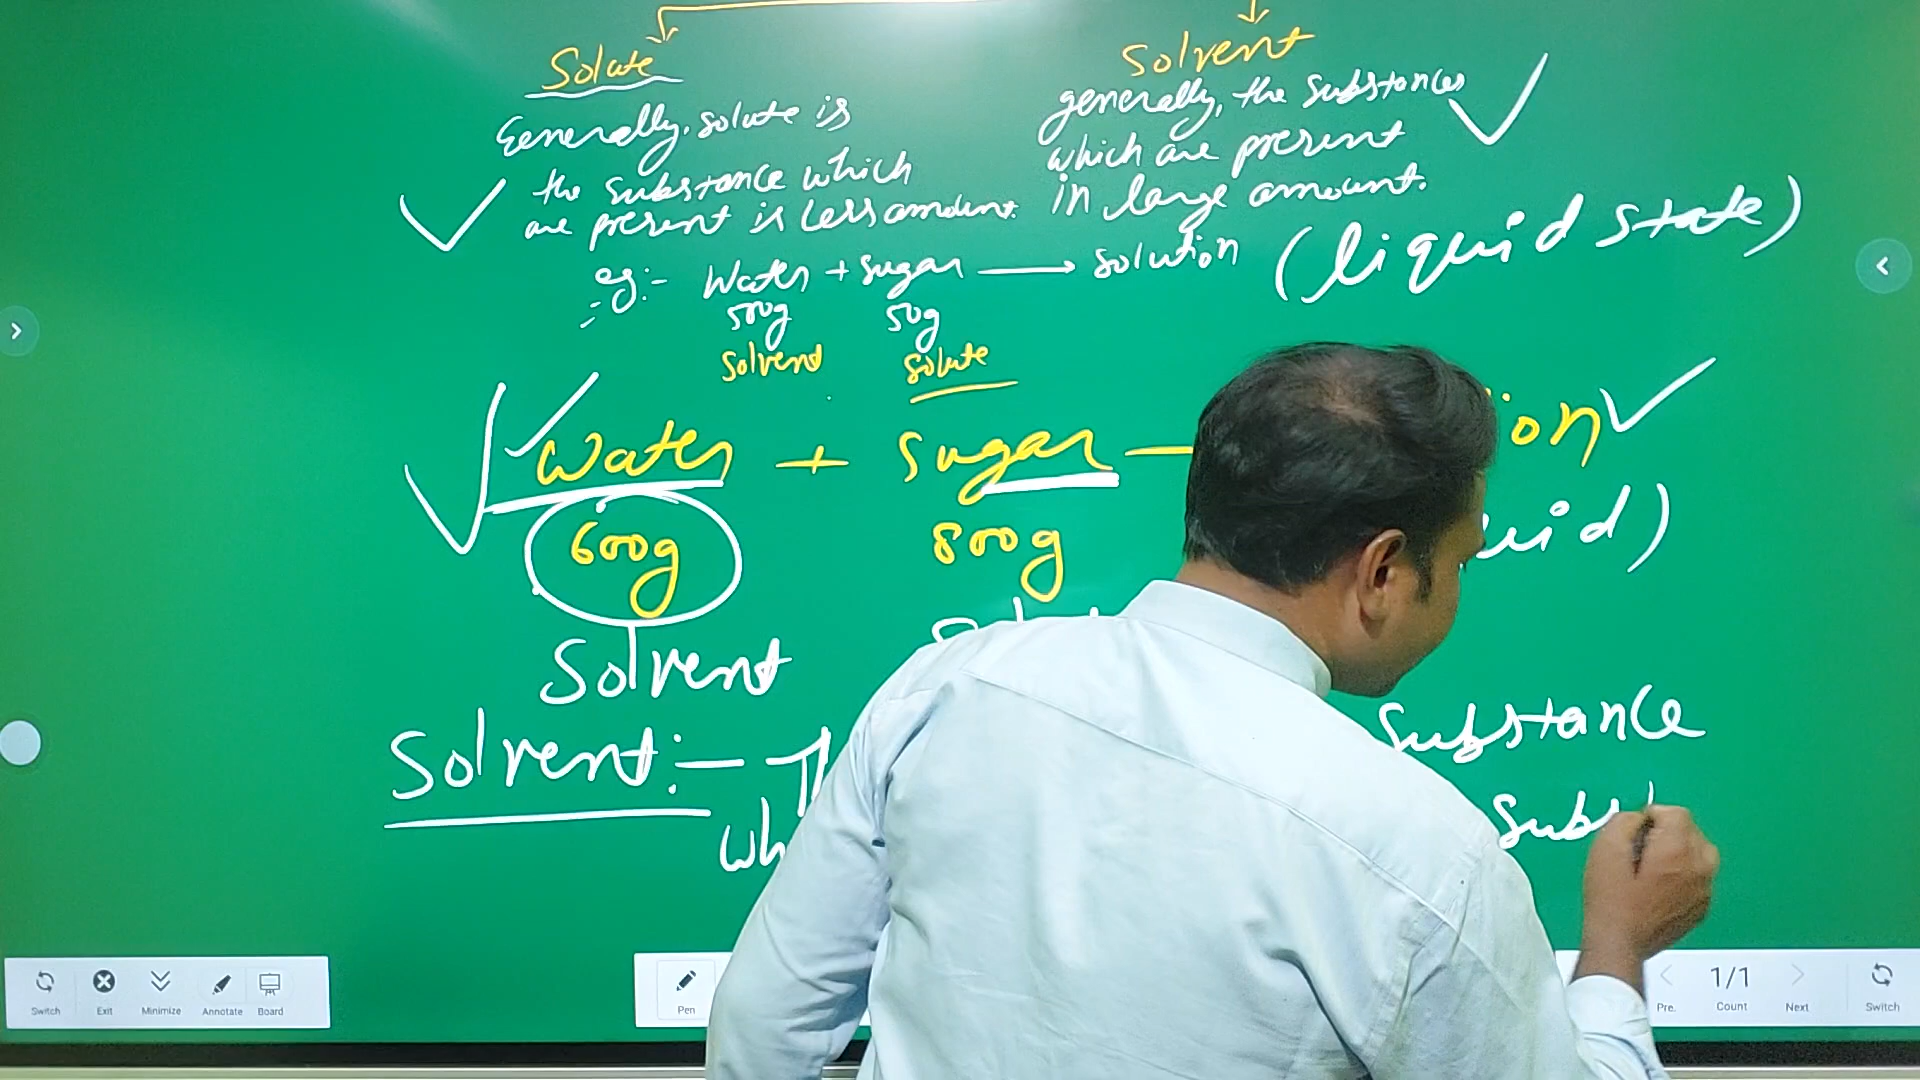 Solute
Solvent
Generally, solute is
the substance which
are present is less amount.
generally, the substances
which are present
in large amount.
(liquid state)
eg:- Water + Sugar → solution
500g 50g
Solvent Solute
Water + Sugar —
600g 800g
Solvent
Solvent:-
Substance
Switch Exit Minimize Annotate Board
Pen
1/1
Pre. Count Next Switch